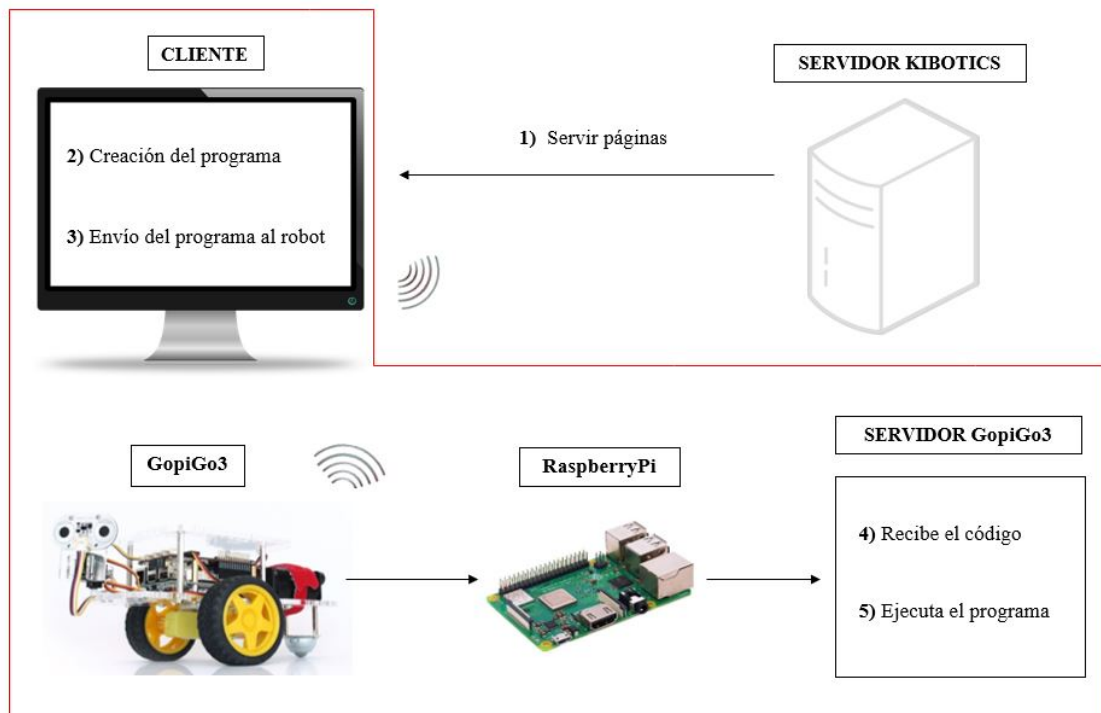 CLIENTE
SERVIDOR KIBOTICS
1) Servir páginas
2) Creación del programa
3) Envío del programa al robot
GopiGo3
RaspberryPi
SERVIDOR GopiGo3
4) Recibe el código
5) Ejecuta el programa